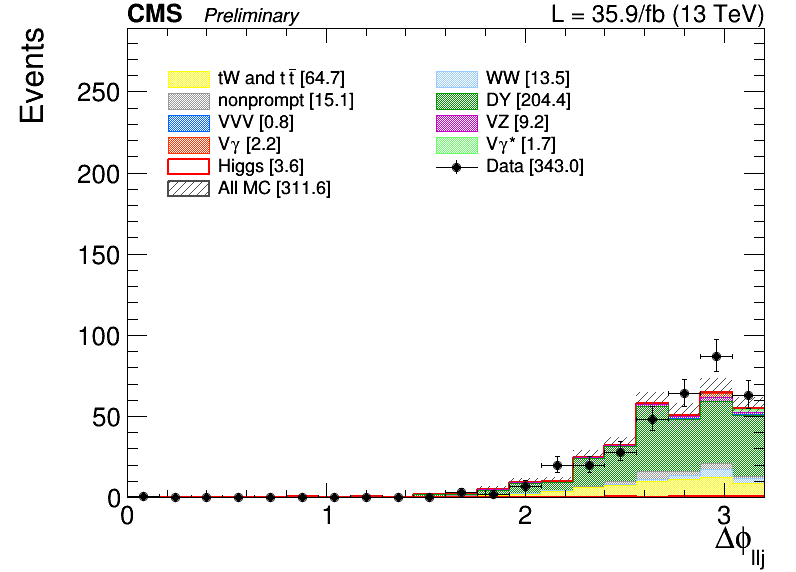 CMS Preliminary L = 35.9/fb (13 TeV)
Events
tW and t t̄ [64.7] WW [13.5]
nonprompt [15.1] DY [204.4]
VVV [0.8] VZ [9.2]
Vγ [2.2] Vγ* [1.7]
Higgs [3.6] Data [343.0]
All MC [311.6]
250
200
150
100
50
0
0 1 2 3
Δϕllj